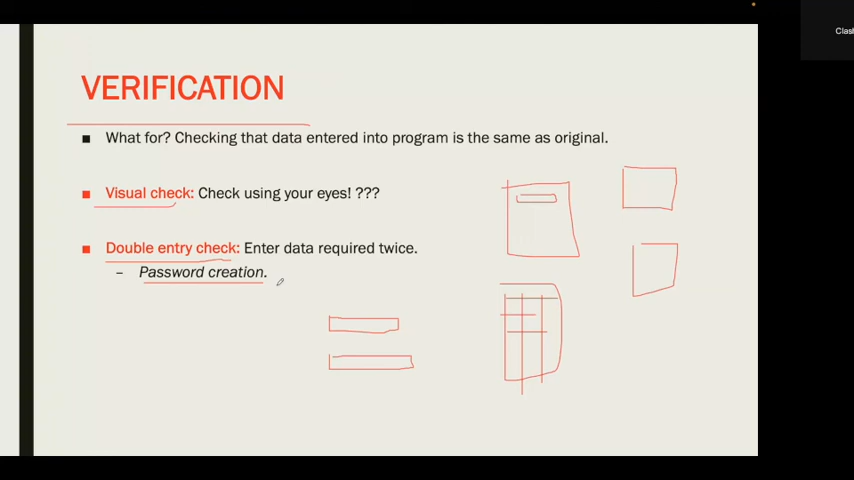 VERIFICATION
What for? Checking that data entered into program is the same as original.
Visual check: Check using your eyes! ???
Double entry check: Enter data required twice.
– Password creation.
Clash